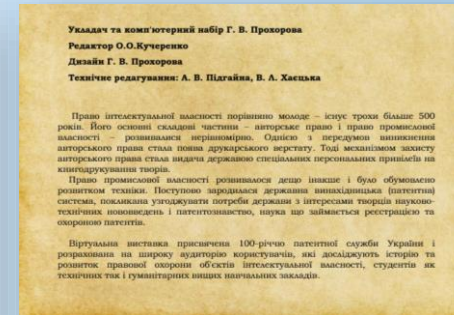 Укладач та комп'ютерний набір Г. В. Прохорова
Редактор О.О.Кучеренко
Дизайн Г. В. Прохорова
Технічне редагування: А. В. Підгайна, В. А. Хаєцька
Право інтелектуальної власності порівняно молоде – існує трохи більше 500
років. Його основні складові частини – авторське право і право промислової
власності – розвивалися нерівномірно. Однією з передумов виникнення
авторського права стала поява друкарського верстату. Тоді механізмом захисту
авторського права стала видача державою спеціальних персональних привілеїв на
книгодрукування творів.
Право промислової власності розвивалося дещо інакше і було обумовлено
розвитком техніки. Поступово зародилася державна винахідницька (патентна)
система, покликана узгоджувати потреби держави з інтересами творців науково-
технічних нововведень і патентознавство, наука що займається реєстрацією та
охороною патентів.
Віртуальна виставка присвячена 100-річчю патентної служби України і
розрахована на широку аудиторію користувачів, які досліджують історію та
розвиток правової охорони об'єктів інтелектуальної власності, студентів як
технічних так і гуманітарних вищих навчальних закладів.